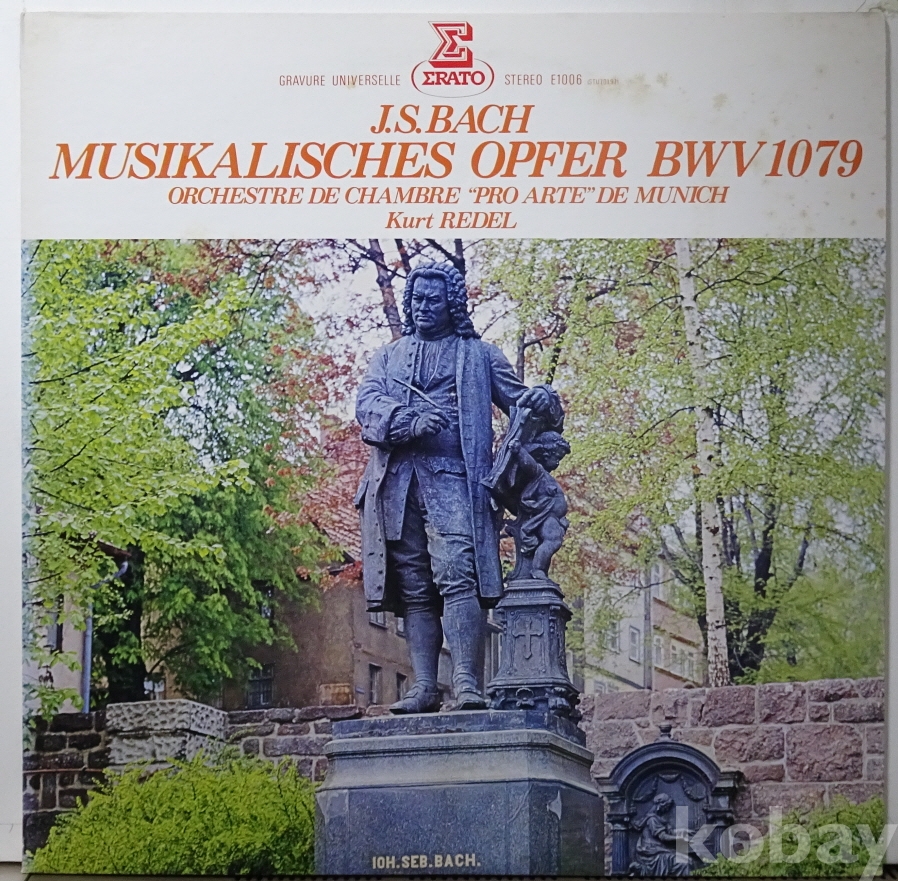 ERATO
GRAVURE UNIVERSELLE STEREO E1006
J.S.BACH
MUSIKALISCHES OPFER BWV1079
ORCHESTRE DE CHAMBRE “PRO ARTE” DE MUNICH
Kurt REDEL
IOH.SEB.BACH.
kobay